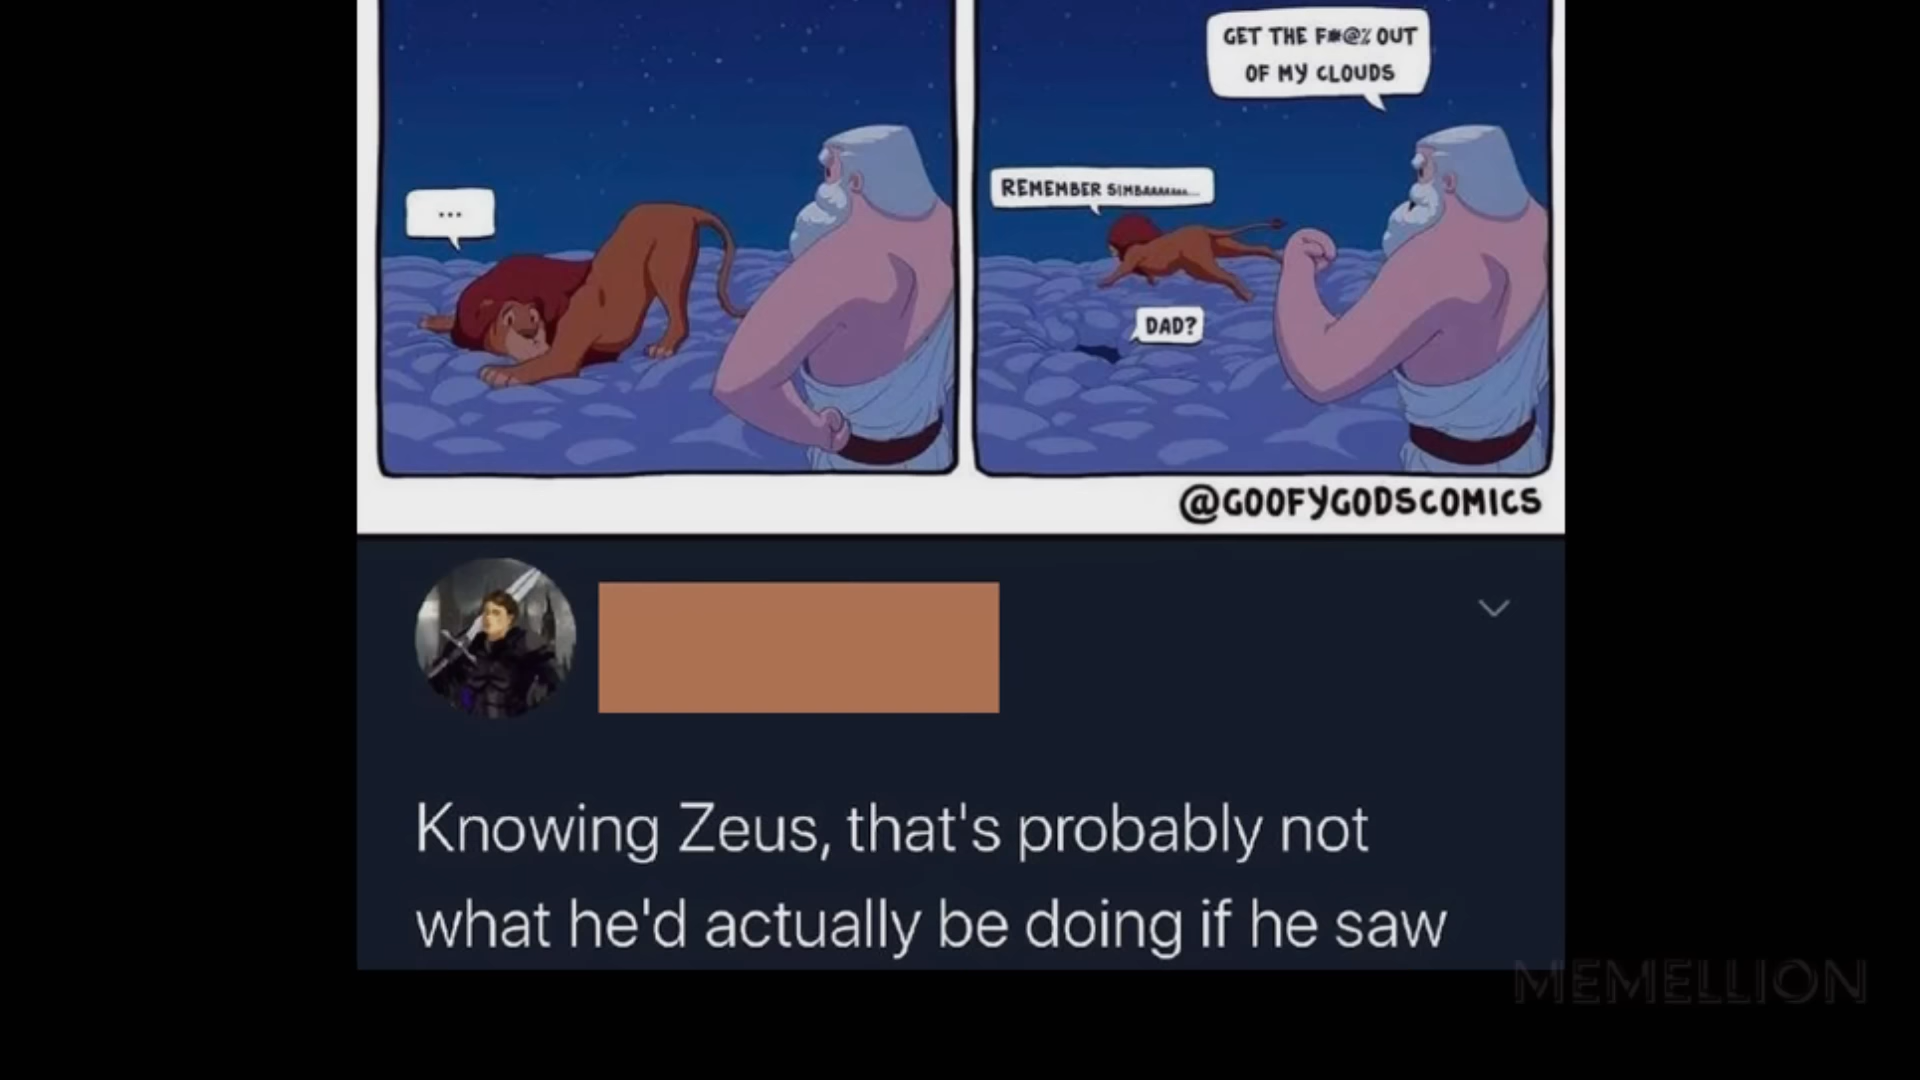 ...
GET THE F#@% OUT
OF MY CLOUDS
REMEMBER SIMBAAAAAAA...
DAD?
@GOOFYGODSCOMICS
Knowing Zeus, that's probably not
what he'd actually be doing if he saw
MEMELLION